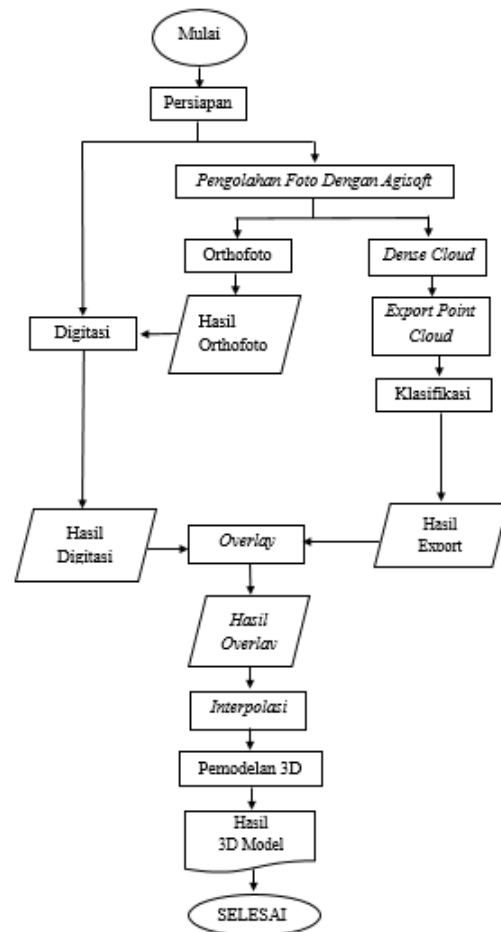 Mulai
Persiapan
Pengolahan Foto Dengan Agisoft
Orthofoto
Dense Cloud
Hasil
Orthofoto
Export Point
Cloud
Digitasi
Klasifikasi
Hasil
Digitasi
Overlay
Hasil
Export
Hasil
Overlay
Interpolasi
Pemodelan 3D
Hasil
3D Model
SELESAI